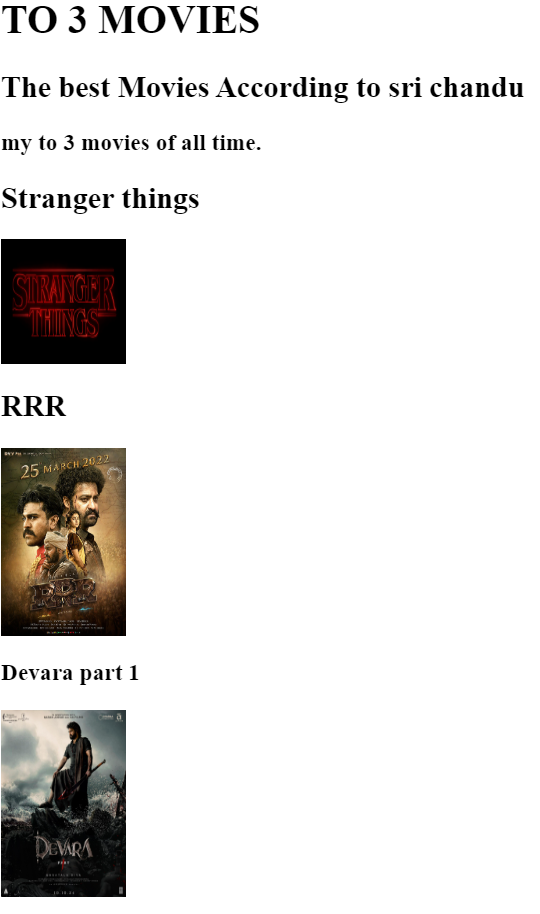 TO 3 MOVIES
The best Movies According to sri chandu
my to 3 movies of all time.
Stranger things
STRANGER
THINGS
RRR
25 MARCH 2022
RRR
Devara part 1
DEVARA
PART